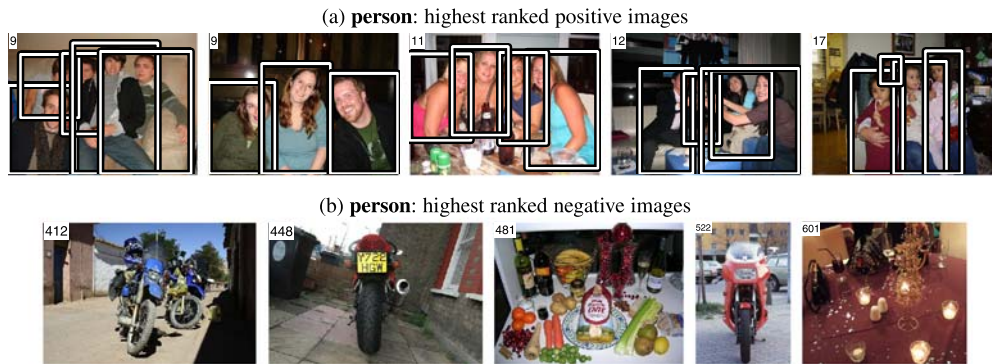 (a) person: highest ranked positive images
9
9
11
12
17
(b) person: highest ranked negative images
412
448
481
522
601
Y722
HGW